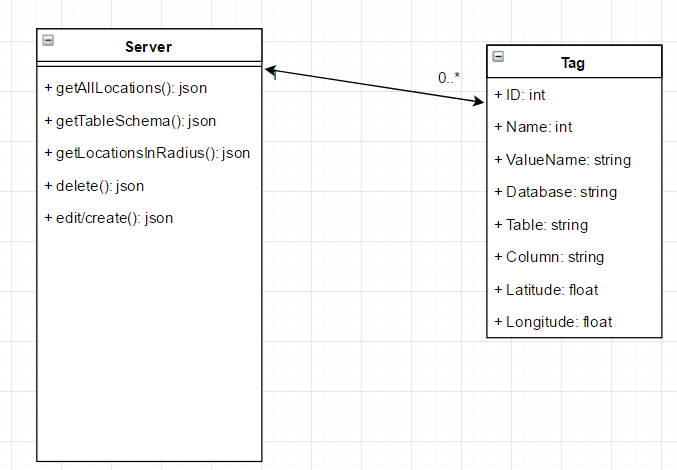 Server
+ getAllLocations(): json
+ getTableSchema(): json
+ getLocationsInRadius(): json
+ delete(): json
+ edit/create(): json
1
0..*
Tag
+ ID: int
+ Name: int
+ ValueName: string
+ Database: string
+ Table: string
+ Column: string
+ Latitude: float
+ Longitude: float